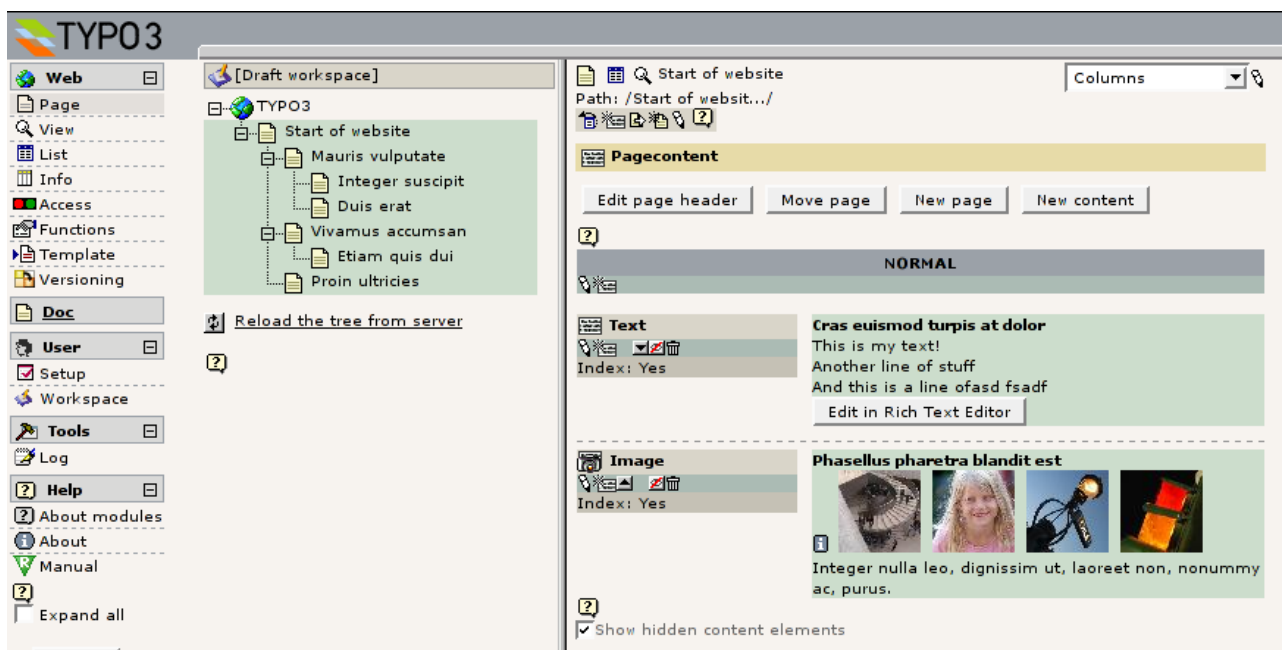 TYPO3
Web
Page
View
List
Info
Access
Functions
Template
Versioning
Doc
User
Setup
Workspace
Tools
Log
Help
About modules
About
Manual
Expand all
[Draft workspace]
TYPO3
Start of website
Mauris vulputate
Integer suscipit
Duis erat
Vivamus accumsan
Etiam quis dui
Proin ultricies
Reload the tree from server
Start of website
Columns
Path: /Start of websit.../
Pagecontent
Edit page header Move page New page New content
NORMAL
Text
Index: Yes
Cras euismod turpis at dolor
This is my text!
Another line of stuff
And this is a line ofasd fsadf
Edit in Rich Text Editor
Image
Index: Yes
Phasellus pharetra blandit est
Integer nulla leo, dignissim ut, laoreet non, nonummy
ac, purus.
Show hidden content elements